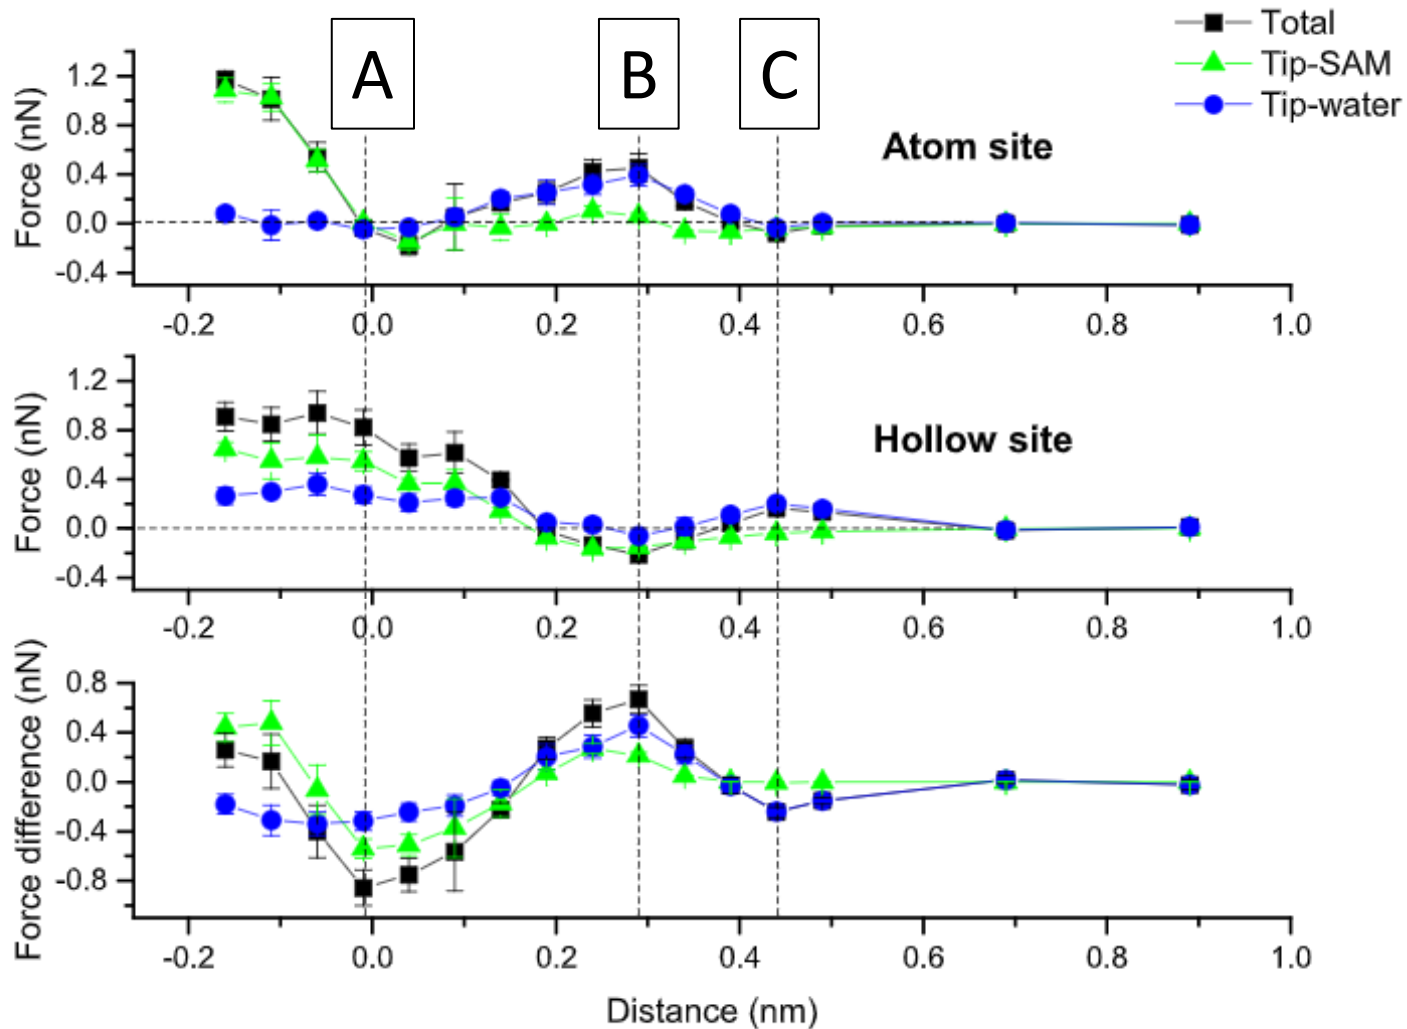 Total
Tip-SAM
Tip-water
A
B
C
Atom site
Force (nN)
1.2
0.8
0.4
0.0
-0.4
-0.2 0.0 0.2 0.4 0.6 0.8 1.0
Hollow site
Force (nN)
1.2
0.8
0.4
0.0
-0.4
-0.2 0.0 0.2 0.4 0.6 0.8 1.0
Force difference (nN)
0.8
0.4
0.0
-0.4
-0.8
-0.2 0.0 0.2 0.4 0.6 0.8 1.0
Distance (nm)